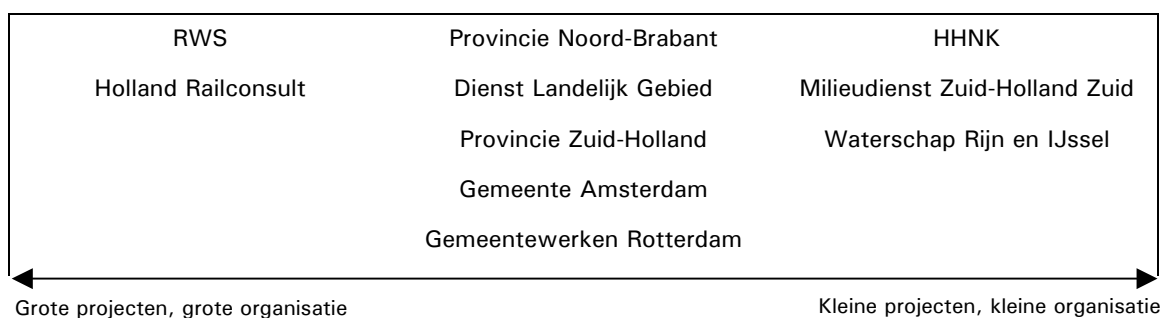 RWS Provincie Noord-Brabant HHNK
Holland Railconsult Dienst Landelijk Gebied Milieudienst Zuid-Holland Zuid
Provincie Zuid-Holland Waterschap Rijn en IJssel
Gemeente Amsterdam
Gemeentewerken Rotterdam
Grote projecten, grote organisatie Kleine projecten, kleine organisatie